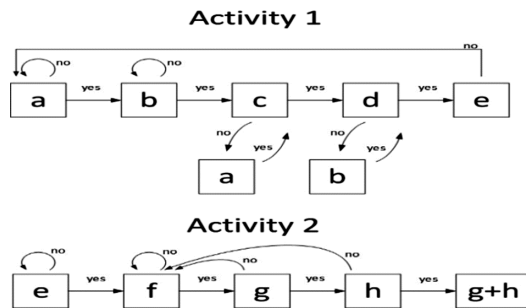 Activity 1
no
no no
a yes b yes c yes d yes e
no yes no yes
a b
Activity 2
no no no no
e yes f yes g yes h yes g+h